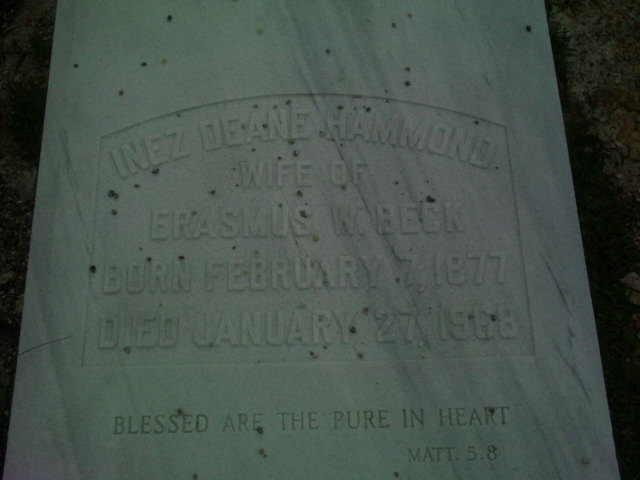 INEZ DEANE HAMMOND
WIFE OF
ERASMUS W. BECK
BORN FEBRUARY 7, 1877
DIED JANUARY 27, 1968
BLESSED ARE THE PURE IN HEART
MATT. 5.8